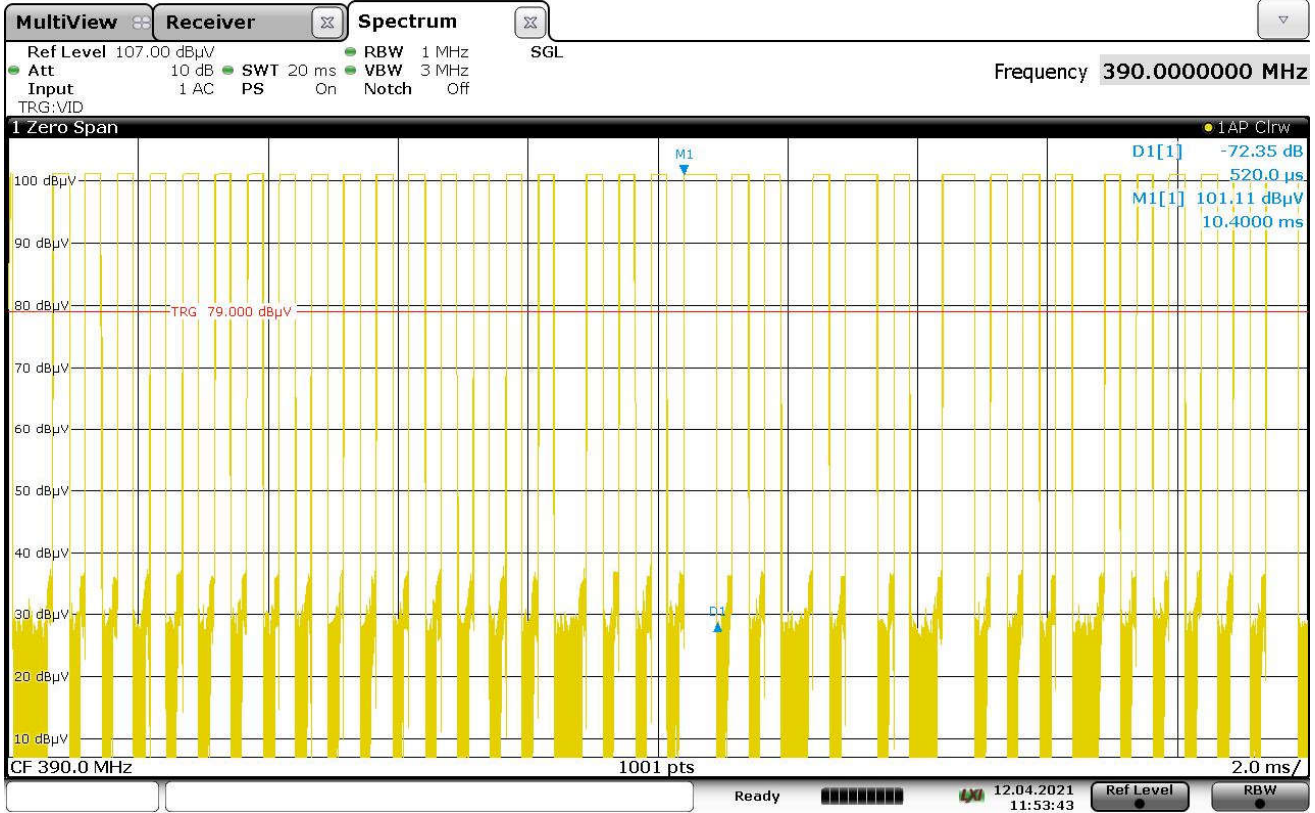 MultiView Receiver Spectrum
Ref Level 107.00 dBµV RBW 1 MHz SGL
Att 10 dB SWT 20 ms VBW 3 MHz
Input 1 AC PS On Notch Off
TRG:VID
Frequency 390.0000000 MHz
1 Zero Span 1AP Clrw
M1
D1[1] -72.35 dB
520.0 µs
M1[1] 101.11 dBµV
10.4000 ms
100 dBµV
90 dBµV
80 dBµV
TRG 79.000 dBµV
70 dBµV
60 dBµV
50 dBµV
40 dBµV
30 dBµV
D1
20 dBµV
10 dBµV
CF 390.0 MHz 1001 pts 2.0 ms/
Ready LXI 12.04.2021 Ref Level RBW
11:53:43